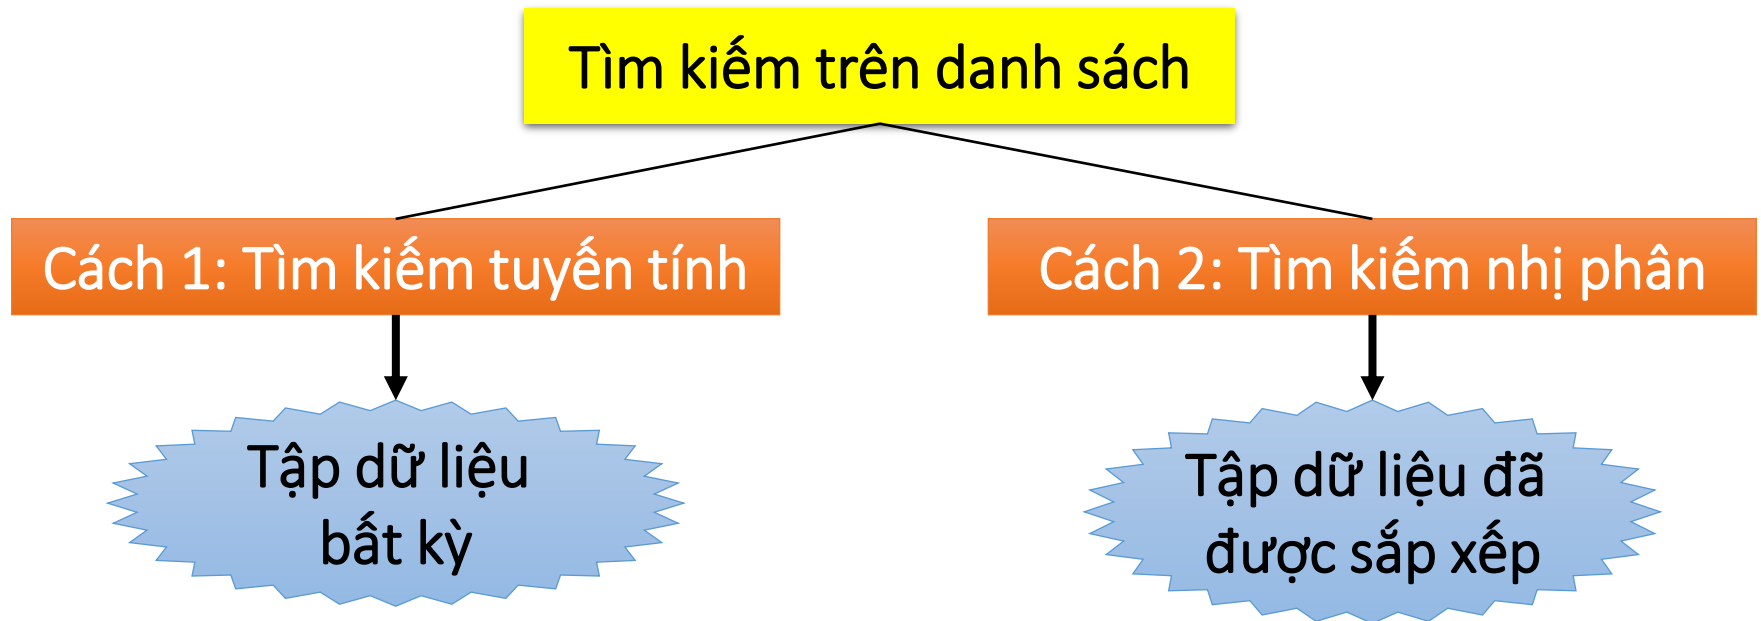 Tìm kiếm trên danh sách
Cách 1: Tìm kiếm tuyến tính
Cách 2: Tìm kiếm nhị phân
Tập dữ liệu
bất kỳ
Tập dữ liệu đã
được sắp xếp